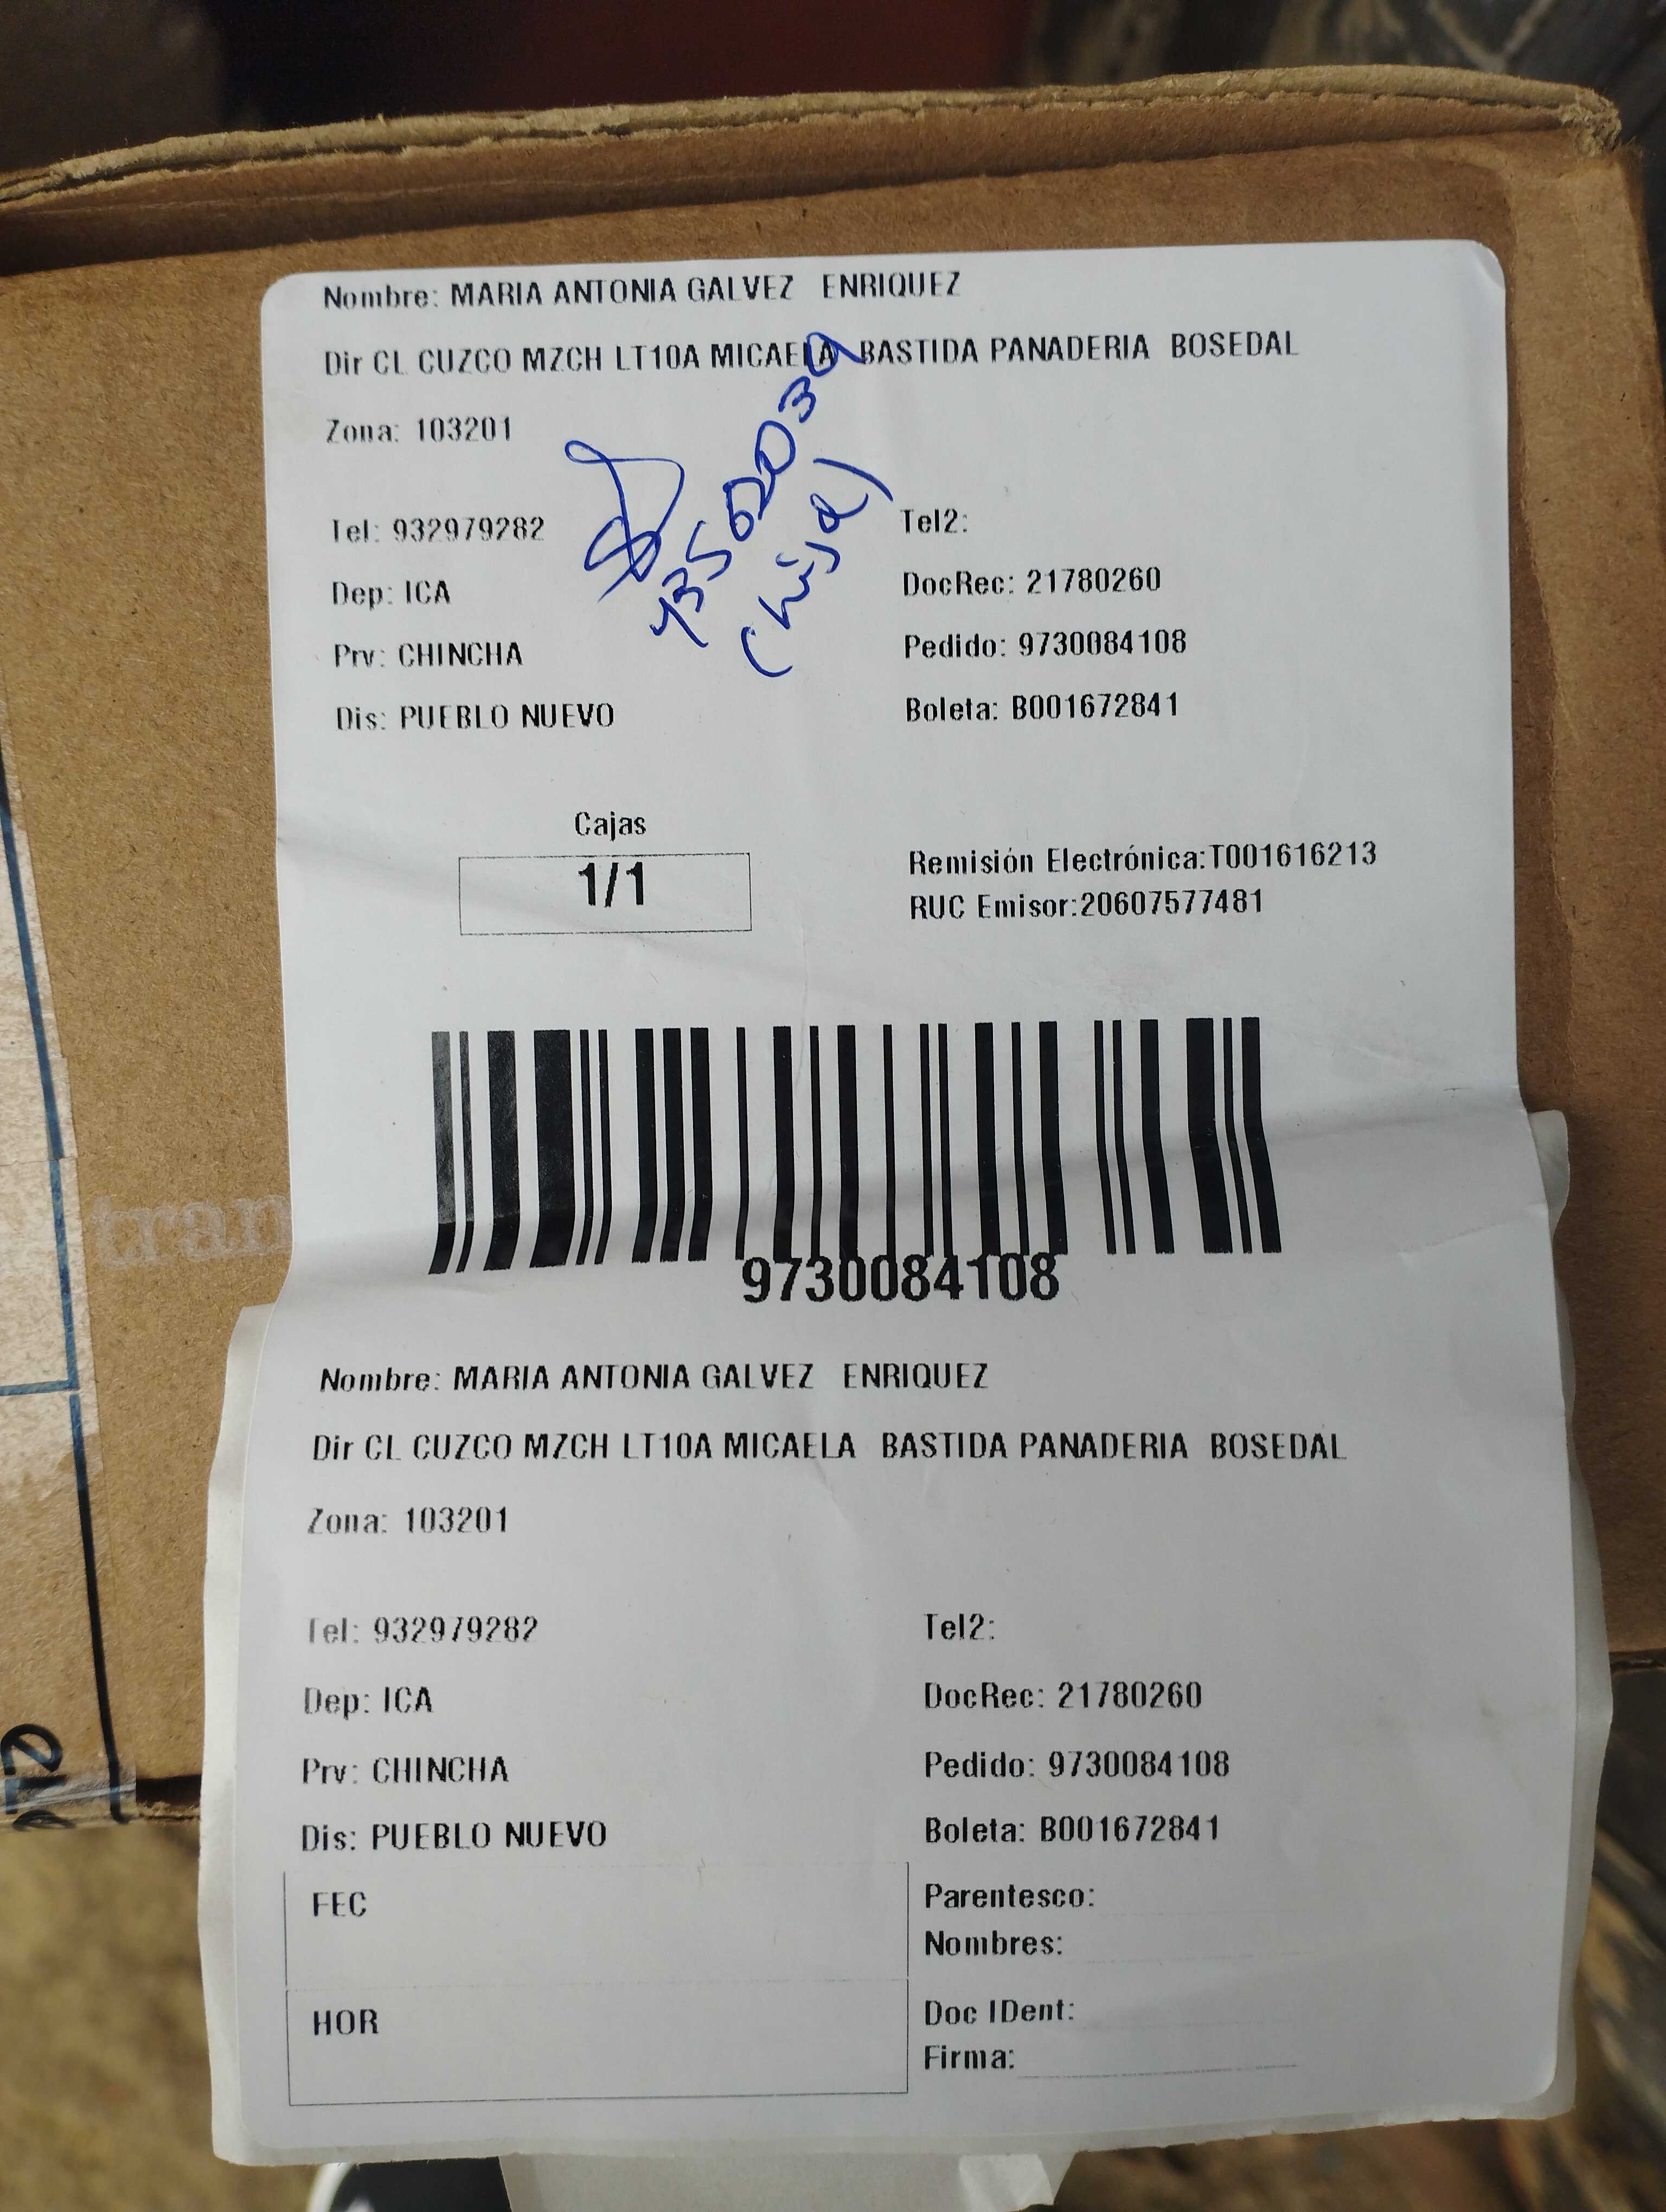 Nombre: MARIA ANTONIA GALVEZ ENRIQUEZ
Dir CL CUZCO MZCH LT10A MICAELA BASTIDA PANADERIA BOSEDAL
Zona: 103201
(hija)
Tel: 932979282
Tel2:
Dep: ICA
DocRec: 21780260
Prv: CHINCHA
Pedido: 9730084108
Dis: PUEBLO NUEVO
Boleta: B001672841
Cajas
1/1
Remisión Electrónica:T001616213
RUC Emisor:20607577481
tran
9730084108
Nombre: MARIA ANTONIA GALVEZ ENRIQUEZ
Dir CL CUZCO MZCH LT10A MICAELA BASTIDA PANADERIA BOSEDAL
Zona: 103201
Tel: 932979282
Tel2:
Dep: ICA
DocRec: 21780260
Prv: CHINCHA
Pedido: 9730084108
Dis: PUEBLO NUEVO
Boleta: B001672841
FEC
Parentesco:
Nombres:
HOR
Doc IDent:
Firma: